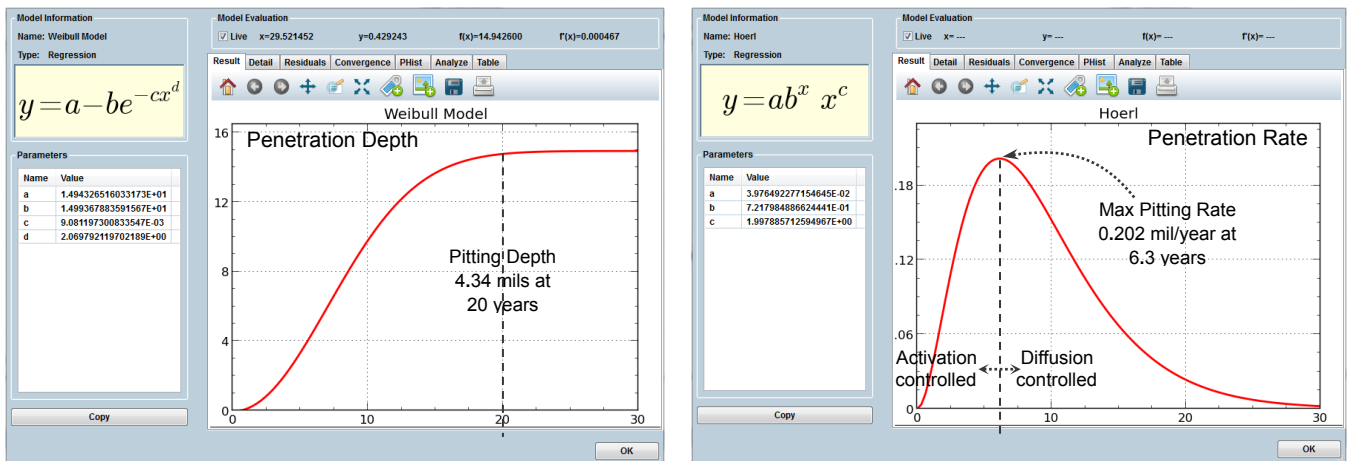 Model Information
Name: Weibull Model
Type: Regression
y=a−be^{−cx^d}
Parameters
Name Value
a 1.494326516033173E+01
b 1.499367883591567E+01
c 9.081197300833547E-03
d 2.069792119702189E+00
Copy
Model Evaluation
Live x=29.521452 y=0.429243 f(x)=14.942600 f'(x)=0.000467
Result Detail Residuals Convergence PHist Analyze Table
Weibull Model
Penetration Depth
16
12
8
4
0
Pitting Depth
4.34 mils at
20 years
0 10 20 30
OK
Model Information
Name: Hoerl
Type: Regression
y=ab^x x^c
Parameters
Name Value
a 3.976492277154645E-02
b 7.217984886624441E-01
c 1.997885712594967E+00
Copy
Model Evaluation
Live x= --- y= --- f(x)= --- f'(x)= ---
Result Detail Residuals Convergence PHist Analyze Table
Hoerl
Penetration Rate
.18
.12
.06
0
Max Pitting Rate
0.202 mil/year at
6.3 years
Activation
controlled
Diffusion
controlled
0 10 20 30
OK